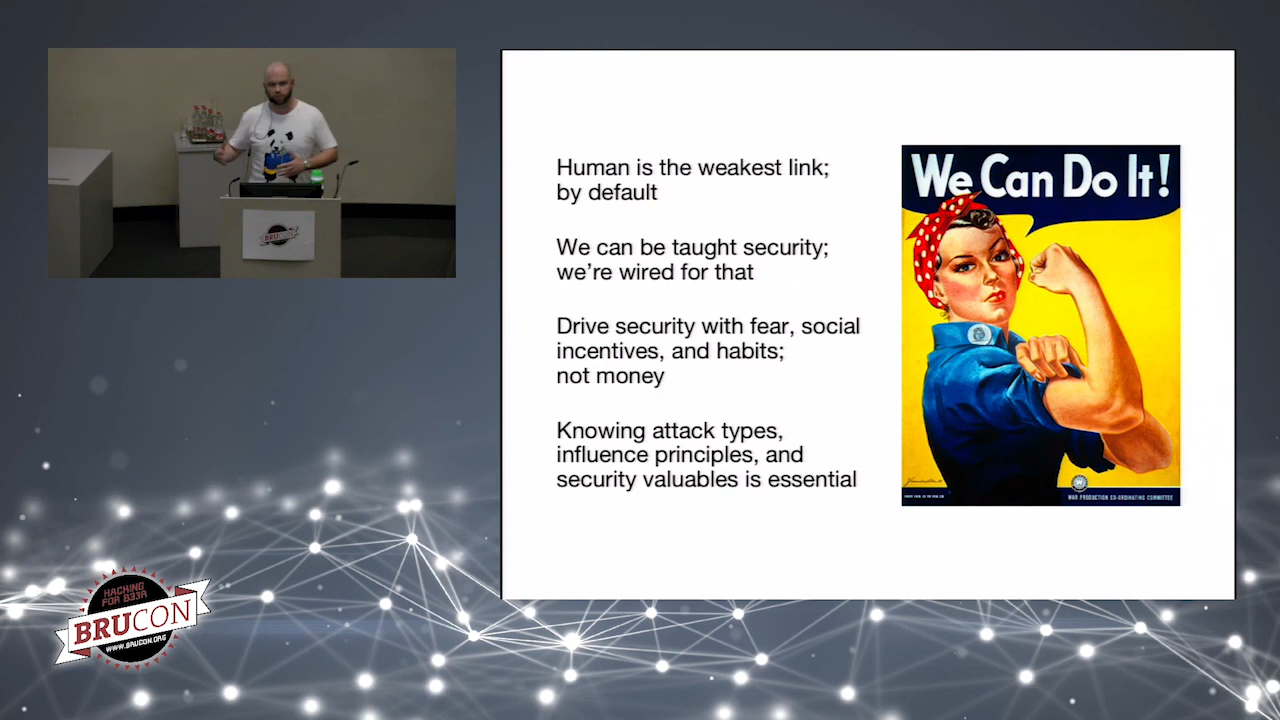 Human is the weakest link;
by default
We can be taught security;
we're wired for that
Drive security with fear, social
incentives, and habits;
not money
Knowing attack types,
influence principles, and
security valuables is essential
We Can Do It!
WAR PRODUCTION CO-ORDINATING COMMITTEE
BRUCON
HACKING
FOR B33R
BRUCON
WWW.BRUCON.ORG